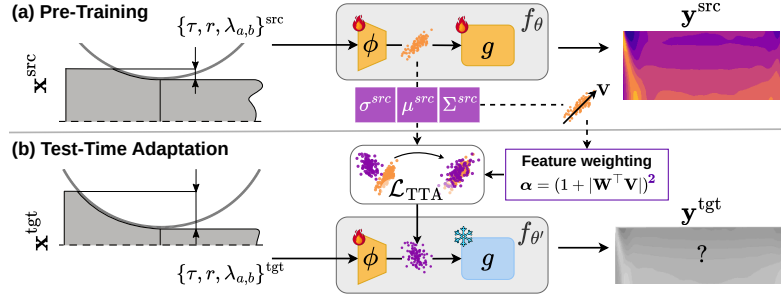 (a) Pre-Training
{τ, r, λ_{a,b}}^{src}
x^{src}
ϕ
g
f_θ
y^{src}
σ^{src} μ^{src} Σ^{src}
V
(b) Test-Time Adaptation
L_{TTA}
Feature weighting
α = (1 + |W^⊤V|)^2
x^{tgt}
{τ, r, λ_{a,b}}^{tgt}
ϕ
g
f_{θ'}
y^{tgt}
?